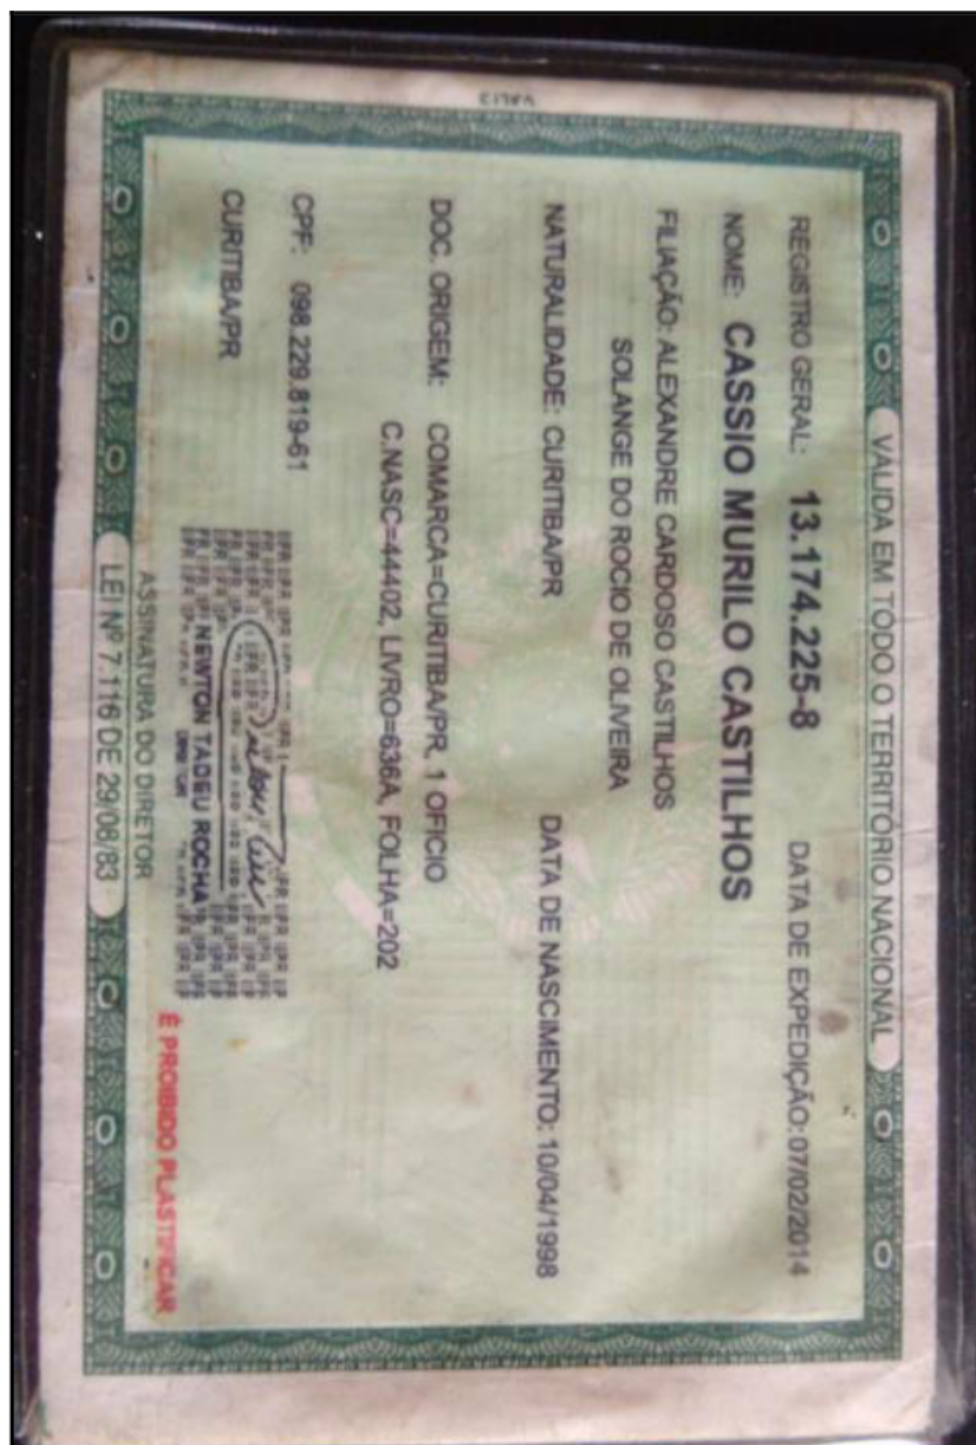 VÁLIDA EM TODO O TERRITÓRIO NACIONAL
REGISTRO GERAL: 13.174.225-8 DATA DE EXPEDIÇÃO: 07/02/2014
NOME: CASSIO MURILO CASTILHOS
FILIAÇÃO: ALEXANDRE CARDOSO CASTILHOS
SOLANGE DO ROCIO DE OLIVEIRA
NATURALIDADE: CURITIBA/PR DATA DE NASCIMENTO: 10/04/1998
DOC. ORIGEM: COMARCA=CURITIBA/PR, 1 OFICIO
C.NASC=44402, LIVRO=636A, FOLHA=202
CPF: 098.229.819-61
CURITIBA/PR
NEWTON TADEU ROCHA
DIRETOR
É PROIBIDO PLASTIFICAR
ASSINATURA DO DIRETOR
LEI Nº 7.116 DE 29/08/83